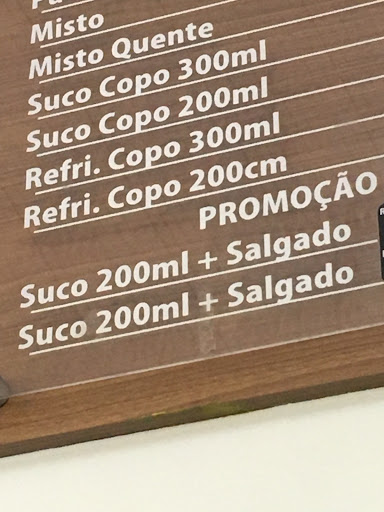 Misto
Misto Quente
Suco Copo 300ml
Suco Copo 200ml
Refri. Copo 300ml
Refri. Copo 200cm
PROMOÇÃO
Suco 200ml + Salgado
Suco 200ml + Salgado